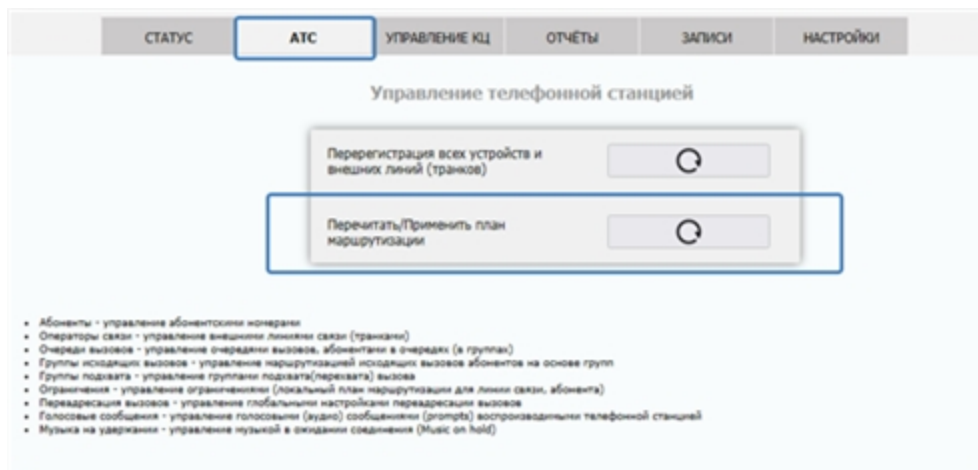 СТАТУС АТС УПРАВЛЕНИЕ КЦ ОТЧЁТЫ ЗАПИСИ НАСТРОЙКИ
Управление телефонной станцией
Перерегистрация всех устройств и
внешних линий (транков)
Перечитать/Применить план
маршрутизации
• Абоненты - управление абонентскими номерами
• Операторы связи - управление внешними линиями связи (транками)
• Очереди вызовов - управление очередями вызовов, абонентами в очередях (в группах)
• Группы исходящих вызовов - управление маршрутизацией исходящих вызовов абонентов на основе групп
• Группы подхвата - управление группами подхвата(перехвата) вызова
• Ограничения - управление ограничениями (локальный план маршрутизации для линии связи, абонента)
• Переадресация вызовов - управление глобальными настройками переадресации вызовов
• Голосовые сообщения - управление голосовыми (аудио) сообщениями (prompts) воспроизводимыми телефонной станцией
• Музыка на удержании - управление музыкой в ожидании соединения (Music on hold)